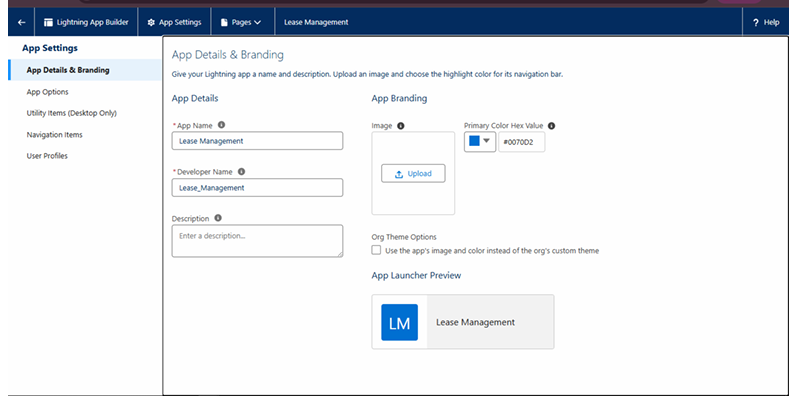 Lightning App Builder App Settings Pages Lease Management ? Help
App Settings
App Details & Branding
App Options
Utility Items (Desktop Only)
Navigation Items
User Profiles
App Details & Branding
Give your Lightning app a name and description. Upload an image and choose the highlight color for its navigation bar.
App Details
*App Name
Lease Management
*Developer Name
Lease_Management
Description
Enter a description...
App Branding
Image
Upload
Primary Color Hex Value
#0070D2
Org Theme Options
Use the app's image and color instead of the org's custom theme
App Launcher Preview
LM
Lease Management